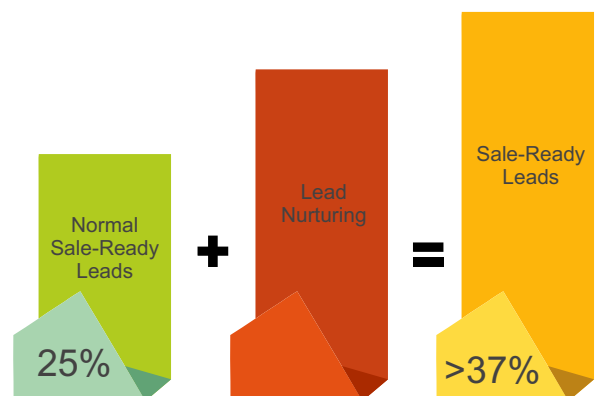 Normal
Sale-Ready
Leads
25%
+
Lead
Nurturing
=
Sale-Ready
Leads
>37%